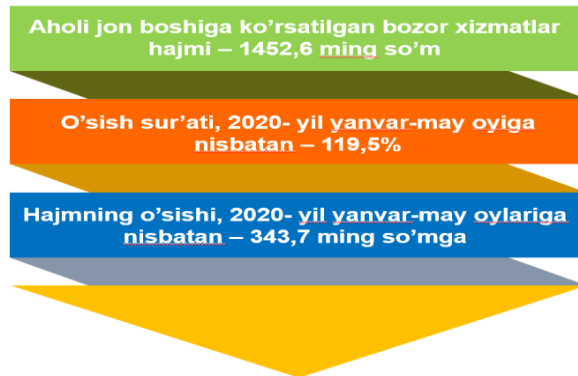 Aholi jon boshiga ko’rsatilgan bozor xizmatlar
hajmi – 1452,6 ming so’m
O’sish sur’ati, 2020- yil yanvar-may oyiga
nisbatan – 119,5%
Hajmning o’sishi, 2020- yil yanvar-may oylariga
nisbatan – 343,7 ming so’mga